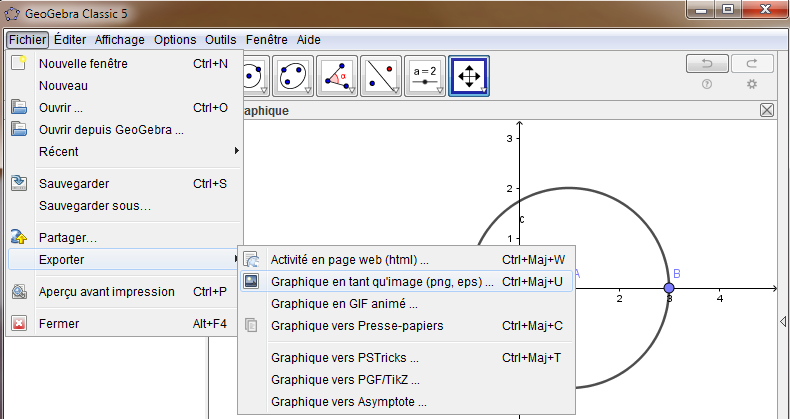 GeoGebra Classic 5
Fichier Éditer Affichage Options Outils Fenêtre Aide
Nouvelle fenêtre Ctrl+N
Nouveau
Ouvrir ... Ctrl+O
Ouvrir depuis GeoGebra ...
Récent
Sauvegarder Ctrl+S
Sauvegarder sous…
Partager…
Exporter
Aperçu avant impression Ctrl+P
Fermer Alt+F4
α
a = 2
aphique
Activité en page web (html) ... Ctrl+Maj+W
Graphique en tant qu'image (png, eps) ... Ctrl+Maj+U
Graphique en GIF animé ...
Graphique vers Presse-papiers Ctrl+Maj+C
Graphique vers PSTricks ... Ctrl+Maj+T
Graphique vers PGF/TikZ ...
Graphique vers Asymptote ...
3
2
c
1
A B
2 3 4